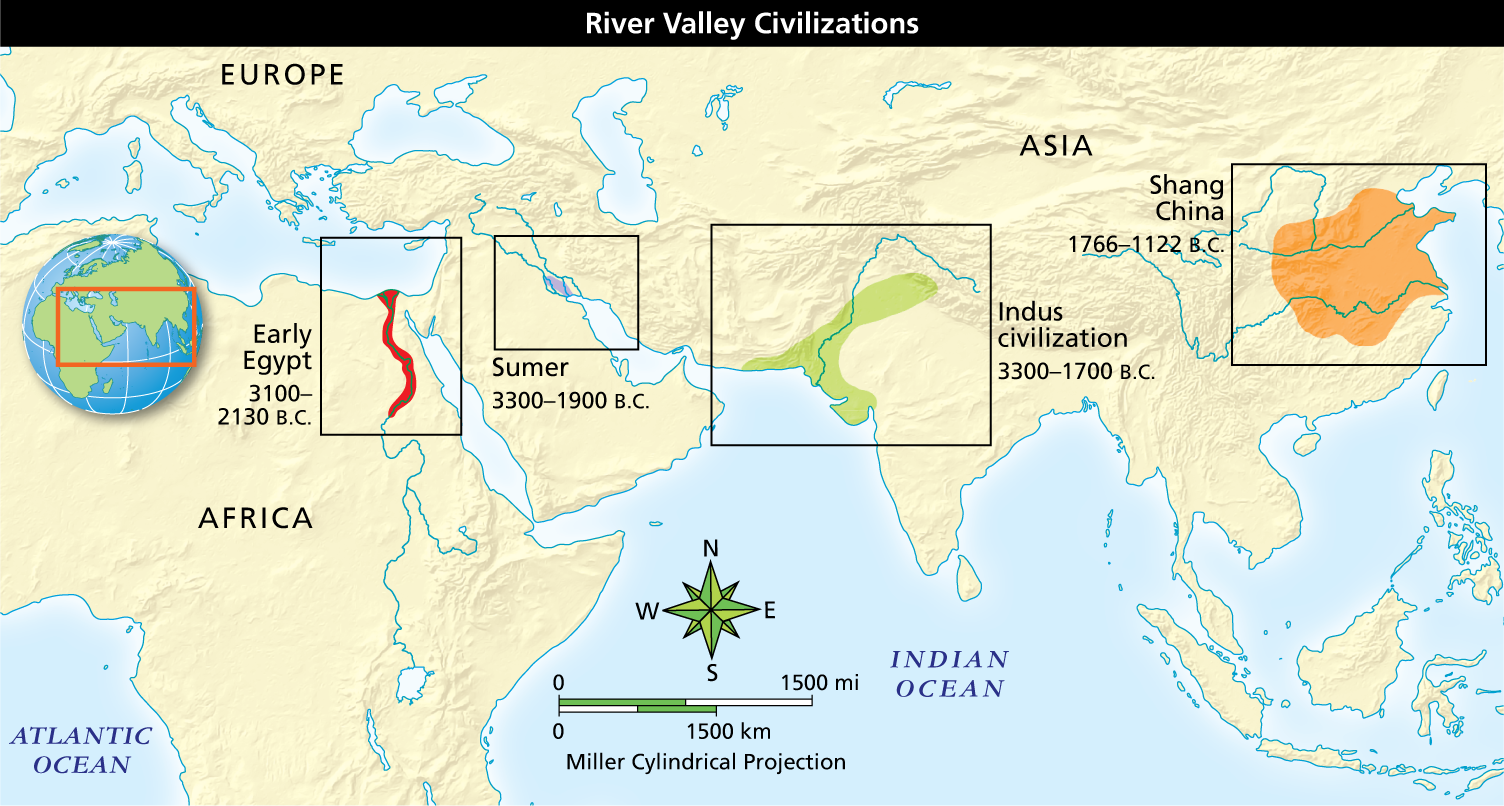 River Valley Civilizations
EUROPE
ASIA
Shang
China
1766–1122 B.C.
Early
Egypt
3100–
2130 B.C.
Sumer
3300–1900 B.C.
Indus
civilization
3300–1700 B.C.
AFRICA
N
W
E
S
INDIAN
OCEAN
ATLANTIC
OCEAN
0 1500 mi
0 1500 km
Miller Cylindrical Projection